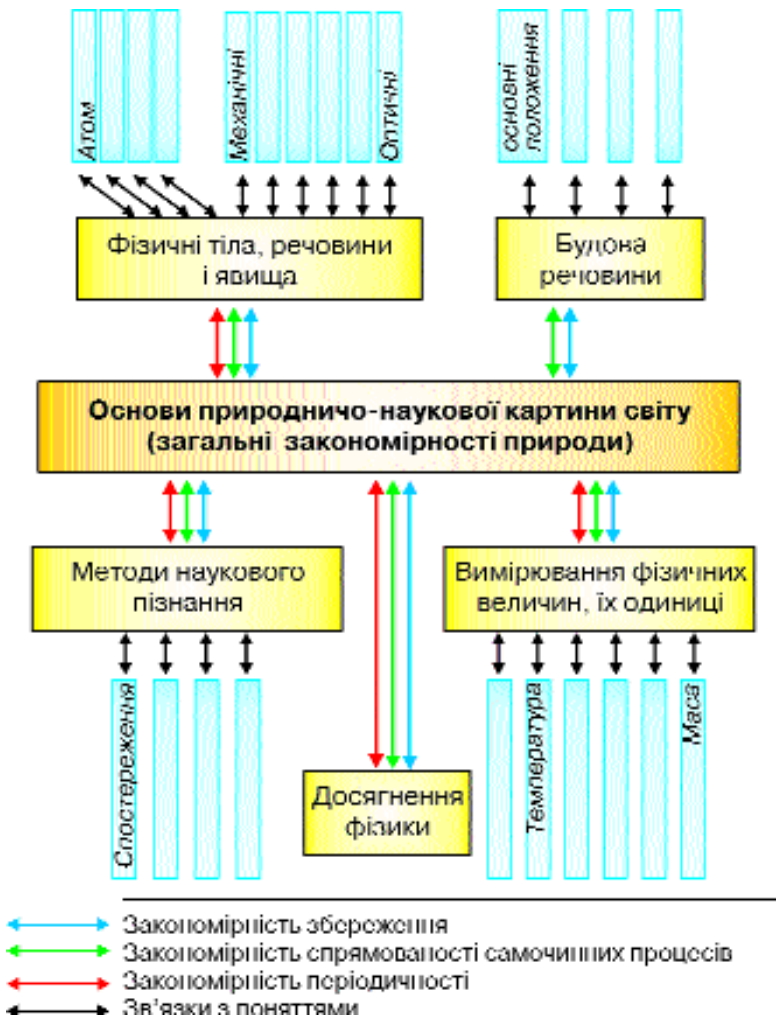 Атом
Механічні
Оптичні
основні
положення
Фізичні тіла, речовини
і явища
Будова
речовини
Основи природничо-наукової картини світу
(загальні закономірності природи)
Методи наукового
пізнання
Вимірювання фізичних
величин, їх одиниці
Спостереження
Температура
Маса
Досягнення
фізики
Закономірність збереження
Закономірність спрямованості самочинних процесів
Закономірність періодичності
Зв'язки з поняттями